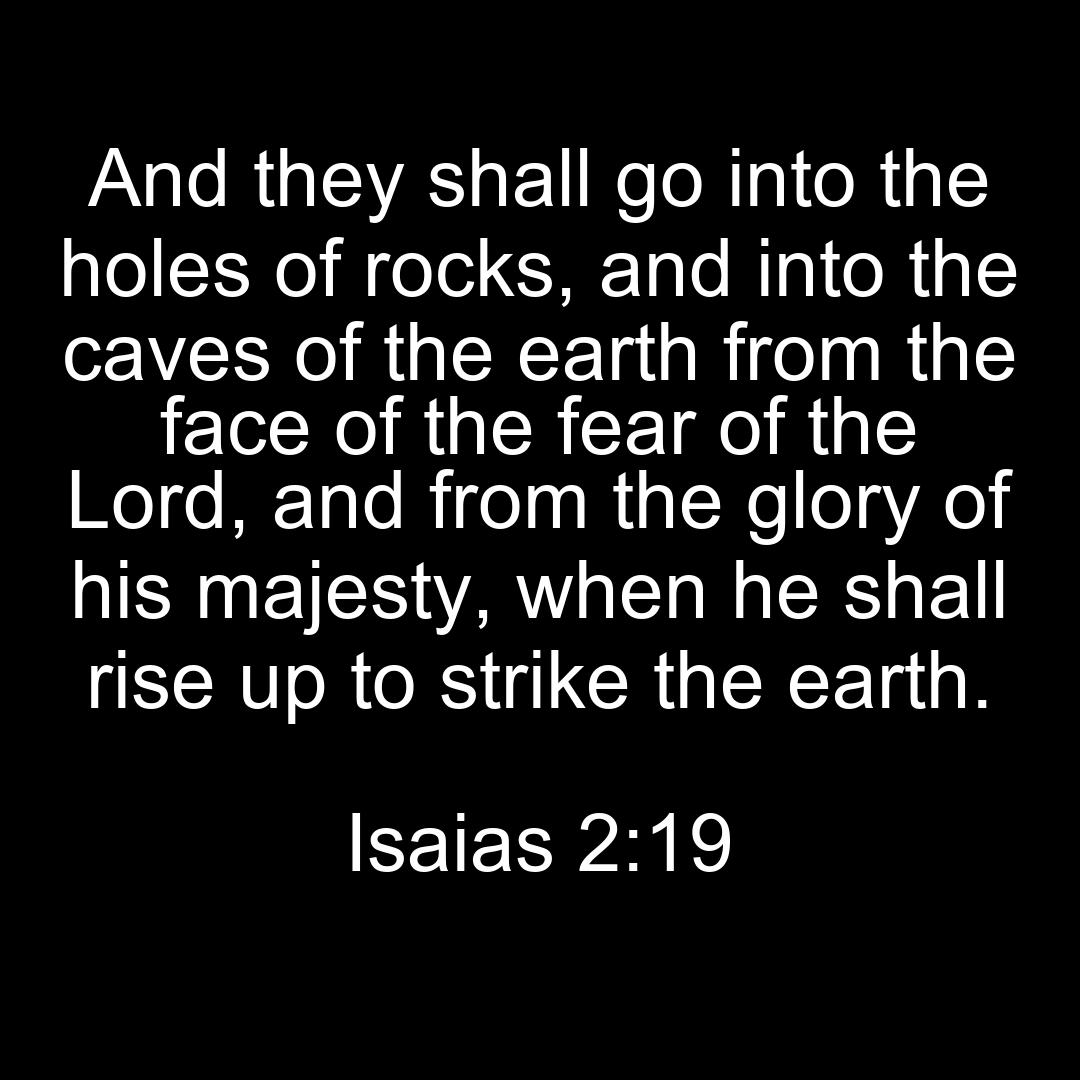 And they shall go into the
holes of rocks, and into the
caves of the earth from the
face of the fear of the
Lord, and from the glory of
his majesty, when he shall
rise up to strike the earth.
Isaias 2:19